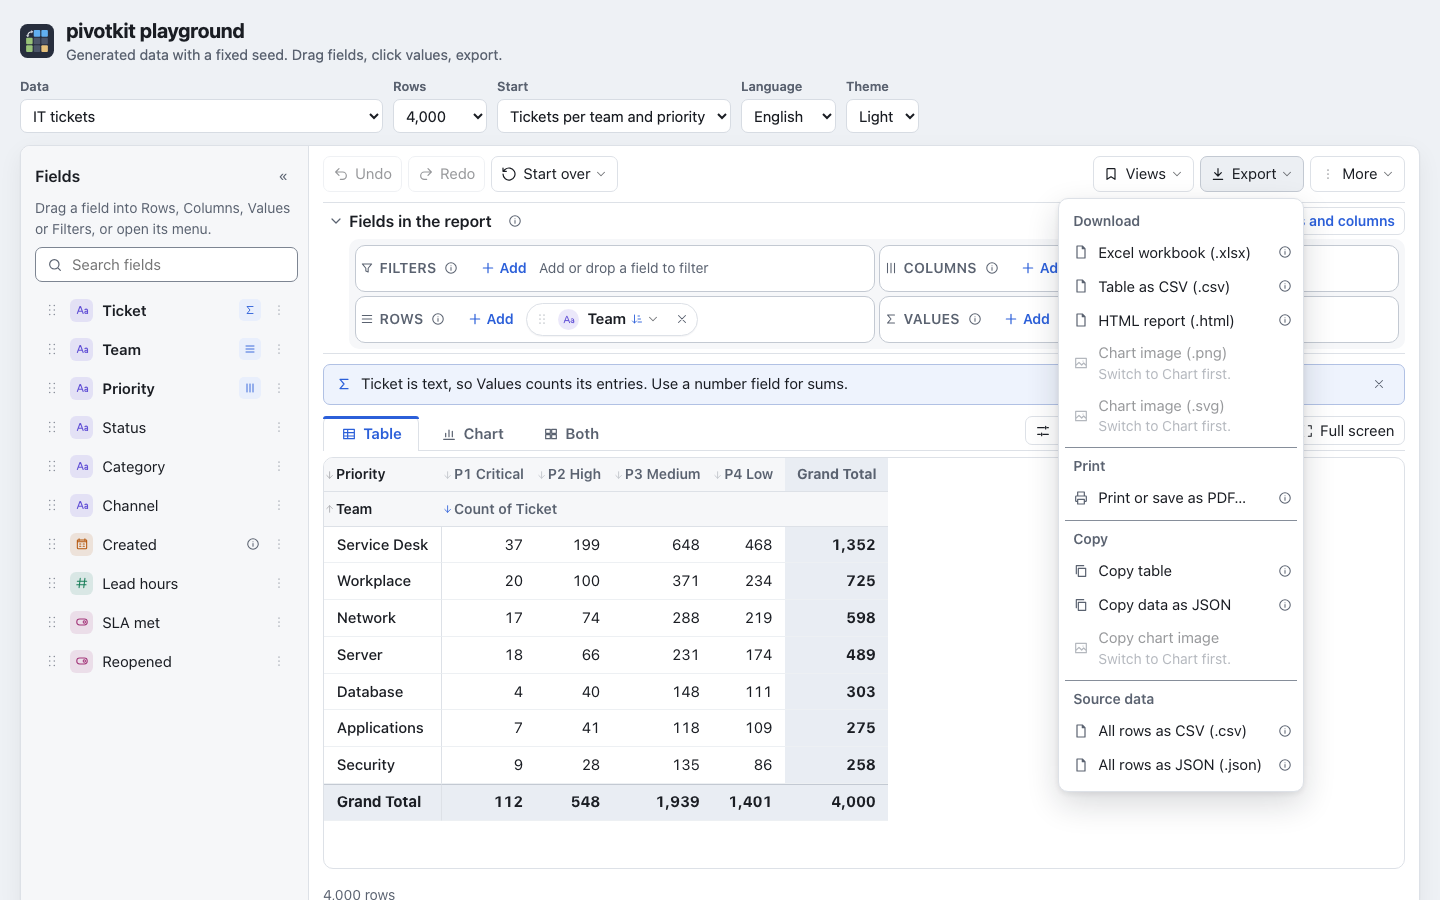 pivotkit playground
Generated data with a fixed seed. Drag fields, click values, export.
Data
Rows
Start
Language
Theme
IT tickets
4,000
Tickets per team and priority
English
Light
Fields
«
Drag a field into Rows, Columns, Values
or Filters, or open its menu.
Search fields
Aa Ticket Σ
Aa Team
Aa Priority
Aa Status
Aa Category
Aa Channel
Created
# Lead hours
SLA met
Reopened
Undo
Redo
Start over
Views
Export
More
Fields in the report
and columns
FILTERS
+ Add
Add or drop a field to filter
COLUMNS
+ Ad
ROWS
+ Add
Aa Team
Σ VALUES
+ Add
Σ Ticket is text, so Values counts its entries. Use a number field for sums.
Table
Chart
Both
Full screen
↓ Priority ↓ P1 Critical ↓ P2 High ↓ P3 Medium ↓ P4 Low Grand Total
↑ Team ↓ Count of Ticket
Service Desk 37 199 648 468 1,352
Workplace 20 100 371 234 725
Network 17 74 288 219 598
Server 18 66 231 174 489
Database 4 40 148 111 303
Applications 7 41 118 109 275
Security 9 28 135 86 258
Grand Total 112 548 1,939 1,401 4,000
4,000 rows
Download
Excel workbook (.xlsx)
Table as CSV (.csv)
HTML report (.html)
Chart image (.png)
Switch to Chart first.
Chart image (.svg)
Switch to Chart first.
Print
Print or save as PDF...
Copy
Copy table
Copy data as JSON
Copy chart image
Switch to Chart first.
Source data
All rows as CSV (.csv)
All rows as JSON (.json)